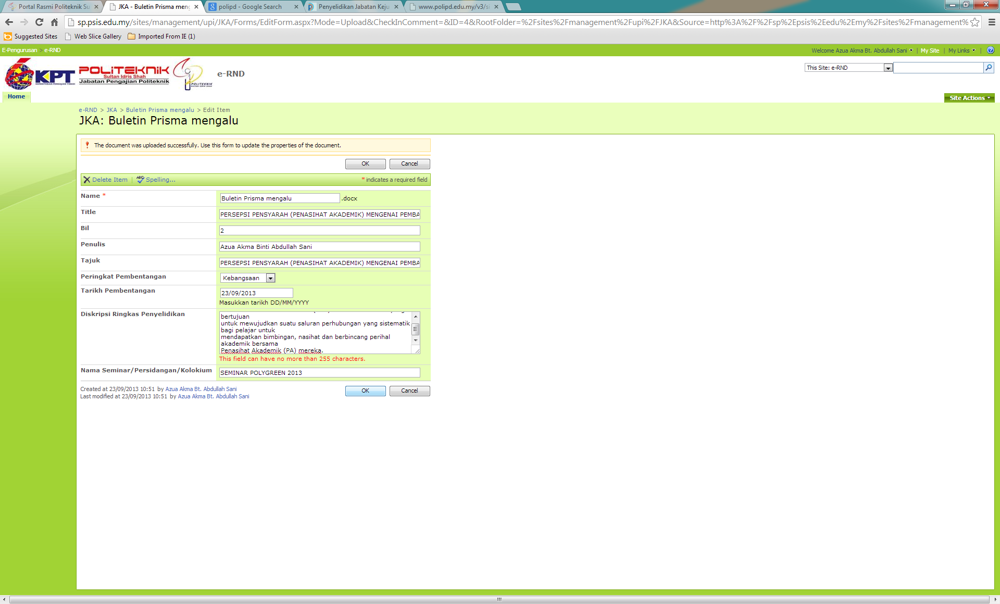 Portal Rasmi Politeknik Su
JKA - Buletin Prisma meng
polipd - Google Search
Penyelidikan Jabatan Keju
www.polipd.edu.my/v3/si
sp.psis.edu.my/sites/management/upi/JKA/Forms/EditForm.aspx?Mode=Upload&CheckInComment=&ID=4&RootFolder=%2Fsites%2Fmanagement%2Fupi%2FJKA&Source=http%3A%2F%2Fsp%2Epsis%2Eedu%2Emy%2Fsites%2Fmanagement%
Suggested Sites Web Slice Gallery Imported From IE (1)
E-Pengurusan > e-RND
Welcome Azua Akma Bt. Abdullah Sani | My Site | My Links |
KPT
KEMENTERIAN PENGAJIAN TINGGI
POLITEKNIK
Sultan Idris Shah
Jabatan Pengajian Politeknik
POLITEKNIK
SULTAN IDRIS SHAH
e-RND
This Site: e-RND
Home
Site Actions
e-RND > JKA > Buletin Prisma mengalu > Edit Item
JKA: Buletin Prisma mengalu
The document was uploaded successfully. Use this form to update the properties of the document.
OK Cancel
Delete Item | ABC Spelling...
* indicates a required field
Name *
Buletin Prisma mengalu .docx
Title
PERSEPSI PENSYARAH (PENASIHAT AKADEMIK) MENGENAI PEMBA
Bil
2
Penulis
Azua Akma Binti Abdullah Sani
Tajuk
PERSEPSI PENSYARAH (PENASIHAT AKADEMIK) MENGENAI PEMBA
Peringkat Pembentangan
Kebangsaan
Tarikh Pembentangan
23/09/2013
Masukkan tarikh DD/MM/YYYY
Diskripsi Ringkas Penyelidikan
bertujuan
untuk mewujudkan suatu saluran perhubungan yang sistematik
bagi pelajar untuk
mendapatkan bimbingan, nasihat dan berbincang perihal
akademik bersama
Penasihat Akademik (PA) mereka.
This field can have no more than 255 characters.
Nama Seminar/Persidangan/Kolokium
SEMINAR POLYGREEN 2013
Created at 23/09/2013 10:51 by Azua Akma Bt. Abdullah Sani
Last modified at 23/09/2013 10:51 by Azua Akma Bt. Abdullah Sani
OK Cancel